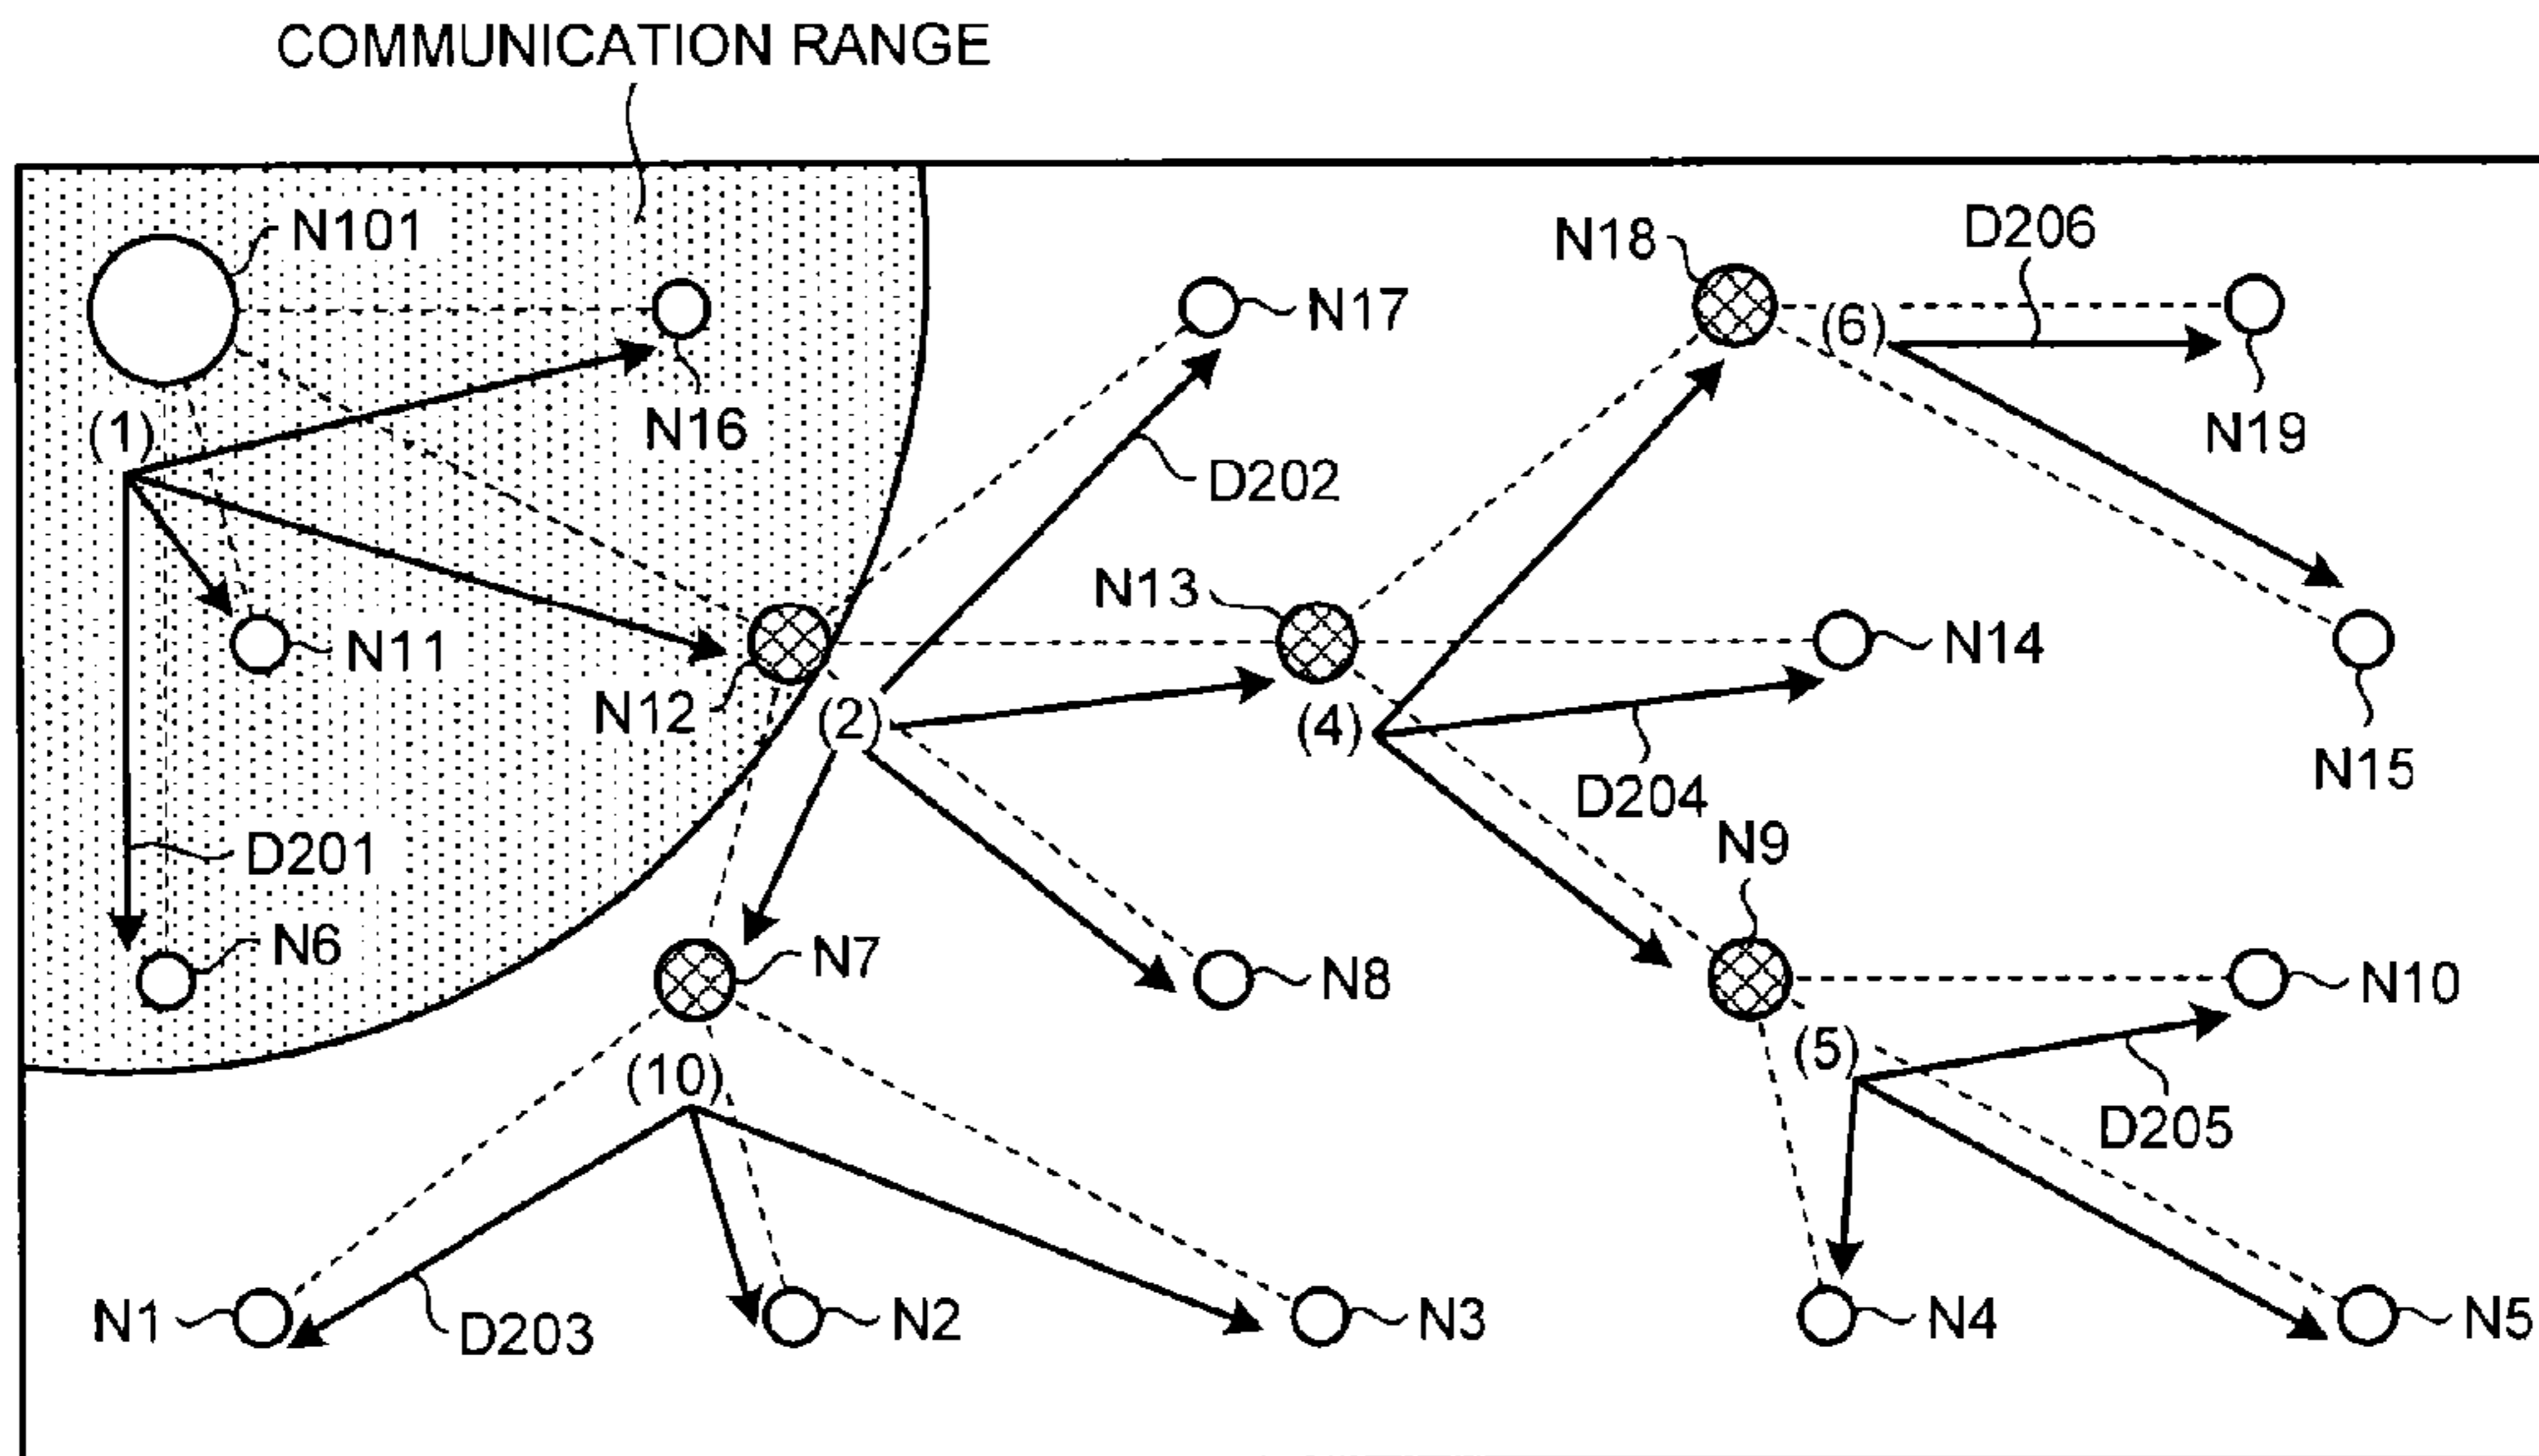 COMMUNICATION RANGE
N101
N16
(1)
N11
N12
D201
N6
N17
D202
N13
(2)
N18
D206
(6)
N19
N14
N15
(4)
D204
N9
N7
N8
N10
(10)
(5)
D205
N1
D203
N2
N3
N4
N5